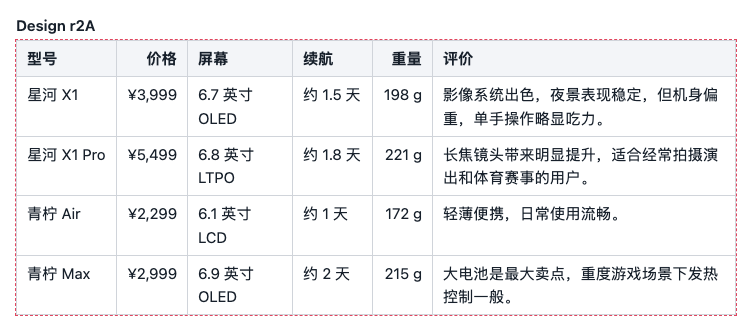 Design r2A
型号 价格 屏幕 续航 重量 评价
星河 X1 ¥3,999 6.7 英寸 约 1.5 天 198 g 影像系统出色，夜景表现稳定，但机身偏
OLED 重，单手操作略显吃力。
星河 X1 Pro ¥5,499 6.8 英寸 约 1.8 天 221 g 长焦镜头带来明显提升，适合经常拍摄演
LTPO 出和体育赛事的用户。
青柠 Air ¥2,299 6.1 英寸 约 1 天 172 g 轻薄便携，日常使用流畅。
LCD
青柠 Max ¥2,999 6.9 英寸 约 2 天 215 g 大电池是最大卖点，重度游戏场景下发热
OLED 控制一般。